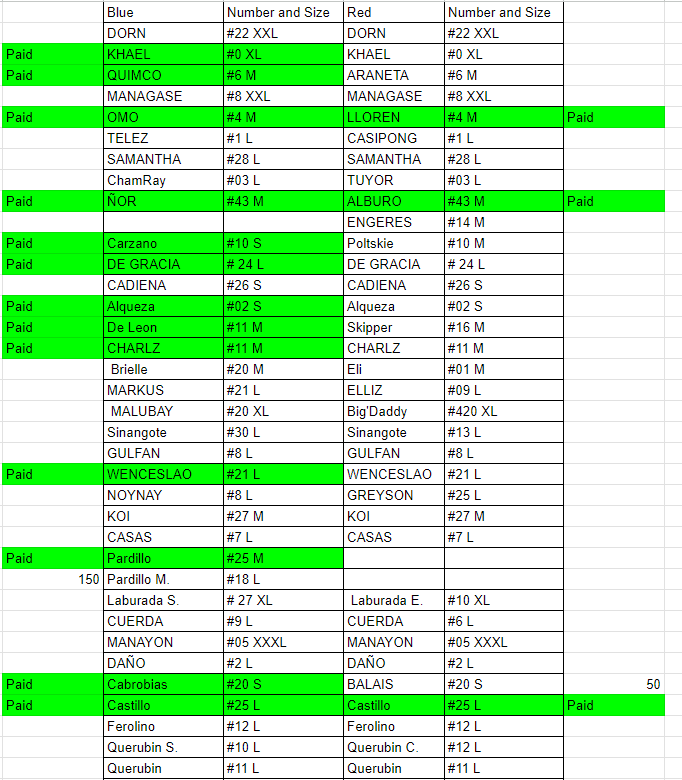 Blue Number and Size Red Number and Size
DORN #22 XXL DORN #22 XXL
Paid KHAEL #0 XL KHAEL #0 XL
Paid QUIMCO #6 M ARANETA #6 M
MANAGASE #8 XXL MANAGASE #8 XXL
Paid OMO #4 M LLOREN #4 M Paid
TELEZ #1 L CASIPONG #1 L
SAMANTHA #28 L SAMANTHA #28 L
ChamRay #03 L TUYOR #03 L
Paid ÑOR #43 M ALBURO #43 M Paid
ENGERES #14 M
Paid Carzano #10 S Poltskie #10 M
Paid DE GRACIA # 24 L DE GRACIA # 24 L
CADIENA #26 S CADIENA #26 S
Paid Alqueza #02 S Alqueza #02 S
Paid De Leon #11 M Skipper #16 M
Paid CHARLZ #11 M CHARLZ #11 M
Brielle #20 M Eli #01 M
MARKUS #21 L ELLIZ #09 L
MALUBAY #20 XL Big'Daddy #420 XL
Sinangote #30 L Sinangote #13 L
GULFAN #8 L GULFAN #8 L
Paid WENCESLAO #21 L WENCESLAO #21 L
NOYNAY #8 L GREYSON #25 L
KOI #27 M KOI #27 M
CASAS #7 L CASAS #7 L
Paid Pardillo #25 M
150 Pardillo M. #18 L
Laburada S. # 27 XL Laburada E. #10 XL
CUERDA #9 L CUERDA #6 L
MANAYON #05 XXXL MANAYON #05 XXXL
DAÑO #2 L DAÑO #2 L
Paid Cabrobias #20 S BALAIS #20 S 50
Paid Castillo #25 L Castillo #25 L Paid
Ferolino #12 L Ferolino #12 L
Querubin S. #10 L Querubin C. #12 L
Querubin #11 L Querubin #11 L